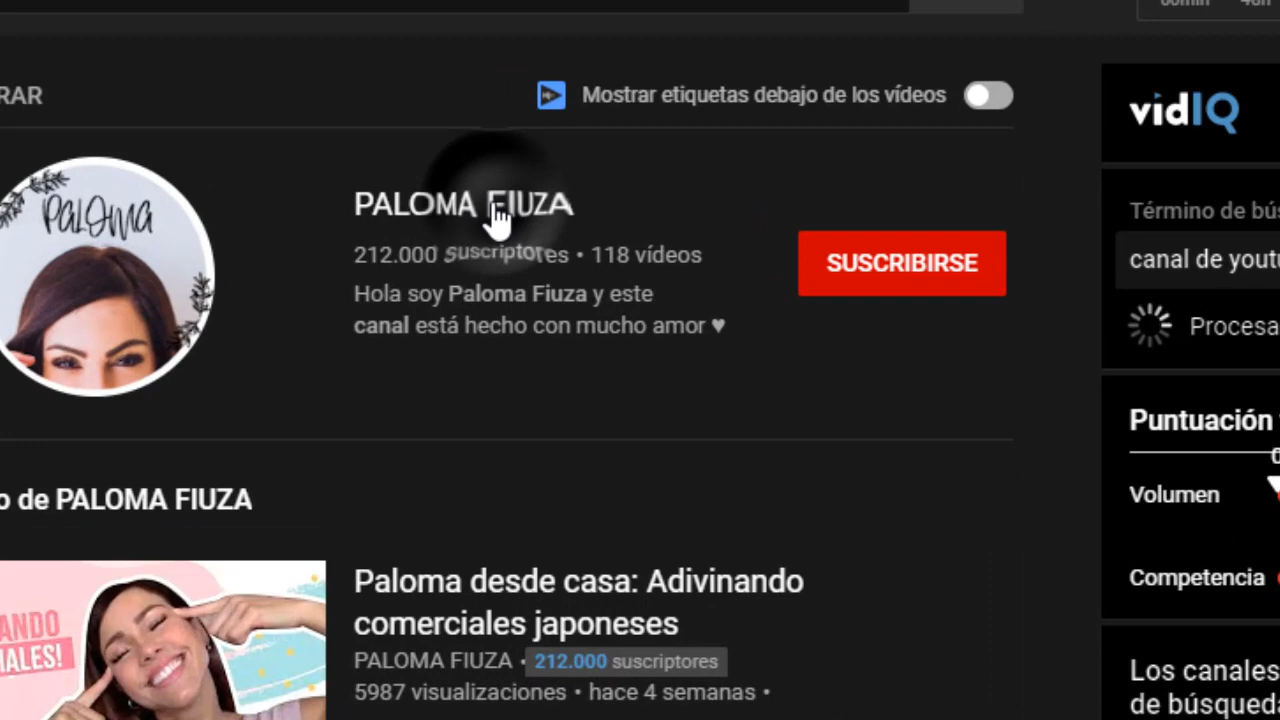 RAR
Mostrar etiquetas debajo de los vídeos
vidIQ
PALOMA
PALOMA FIUZA
212.000 suscriptores • 118 vídeos
Hola soy Paloma Fiuza y este
canal está hecho con mucho amor ♥
SUSCRIBIRSE
Término de bús
canal de youtu
Procesa
Puntuación
Volumen
Competencia
o de PALOMA FIUZA
ANDO
IALES!
Paloma desde casa: Adivinando
comerciales japoneses
PALOMA FIUZA • 212.000 suscriptores
5987 visualizaciones • hace 4 semanas •
Los canales
de búsqued